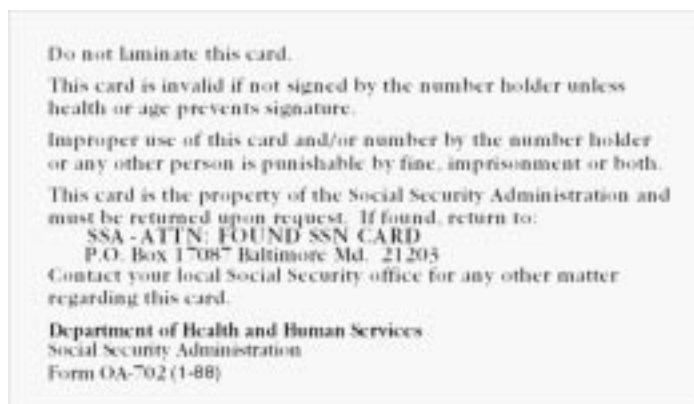 Do not laminate this card.
This card is invalid if not signed by the number holder unless
health or age prevents signature.
Improper use of this card and/or number by the number holder
or any other person is punishable by fine, imprisonment or both.
This card is the property of the Social Security Administration and
must be returned upon request. If found, return to:
SSA - ATTN: FOUND SSN CARD
P.O. Box 17087 Baltimore Md. 21203
Contact your local Social Security office for any other matter
regarding this card.
Department of Health and Human Services
Social Security Administration
Form OA-702 (1-88)